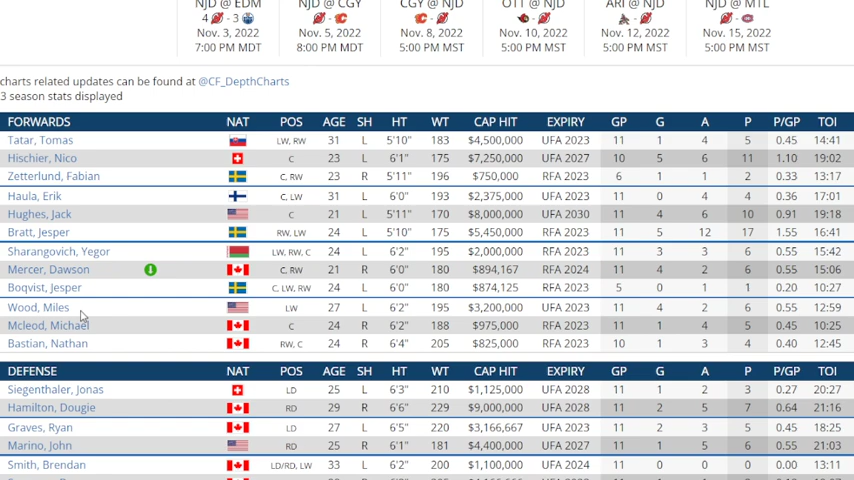 NJD @ EDM NJD @ CGY CGY @ NJD OTT @ NJD ARI @ NJD NJD @ MTL
4 - 3 - - - - -
Nov. 3, 2022 Nov. 5, 2022 Nov. 8, 2022 Nov. 10, 2022 Nov. 12, 2022 Nov. 15, 2022
7:00 PM MDT 8:00 PM MDT 5:00 PM MST 5:00 PM MST 5:00 PM MST 5:00 PM MST
charts related updates can be found at @CF_DepthCharts
3 season stats displayed
FORWARDS NAT POS AGE SH HT WT CAP HIT EXPIRY GP G A P P/GP TOI
Tatar, Tomas LW, RW 31 L 5'10" 183 $4,500,000 UFA 2023 11 1 4 5 0.45 14:41
Hischier, Nico C 23 L 6'1" 175 $7,250,000 UFA 2027 10 5 6 11 1.10 19:02
Zetterlund, Fabian C, RW 23 R 5'11" 196 $750,000 RFA 2023 6 1 1 2 0.33 13:17
Haula, Erik C, LW 31 L 6'0" 193 $2,375,000 UFA 2023 11 0 4 4 0.36 17:01
Hughes, Jack C 21 L 5'11" 170 $8,000,000 UFA 2030 11 4 6 10 0.91 19:18
Bratt, Jesper RW, LW 24 L 5'10" 175 $5,450,000 RFA 2023 11 5 12 17 1.55 16:41
Sharangovich, Yegor LW, RW, C 24 L 6'2" 195 $2,000,000 RFA 2023 11 3 3 6 0.55 15:42
Mercer, Dawson C, RW 21 R 6'0" 180 $894,167 RFA 2024 11 4 2 6 0.55 15:06
Boqvist, Jesper C, LW, RW 24 L 6'0" 180 $874,125 RFA 2023 5 0 1 1 0.20 10:27
Wood, Miles LW 27 L 6'2" 195 $3,200,000 UFA 2023 11 4 2 6 0.55 12:59
Mcleod, Michael C 24 R 6'2" 188 $975,000 RFA 2023 11 1 4 5 0.45 10:25
Bastian, Nathan RW, C 24 R 6'4" 205 $825,000 RFA 2023 10 1 3 4 0.40 12:45
DEFENSE NAT POS AGE SH HT WT CAP HIT EXPIRY GP G A P P/GP TOI
Siegenthaler, Jonas LD 25 L 6'3" 210 $1,125,000 UFA 2028 11 1 2 3 0.27 20:27
Hamilton, Dougie RD 29 R 6'6" 229 $9,000,000 UFA 2028 11 2 5 7 0.64 21:16
Graves, Ryan LD 27 L 6'5" 220 $3,166,667 UFA 2023 11 2 3 5 0.45 18:25
Marino, John RD 25 R 6'1" 181 $4,400,000 UFA 2027 11 1 5 6 0.55 21:03
Smith, Brendan LD/RD, LW 33 L 6'2" 200 $1,100,000 UFA 2024 11 0 0 0 0.00 13:11